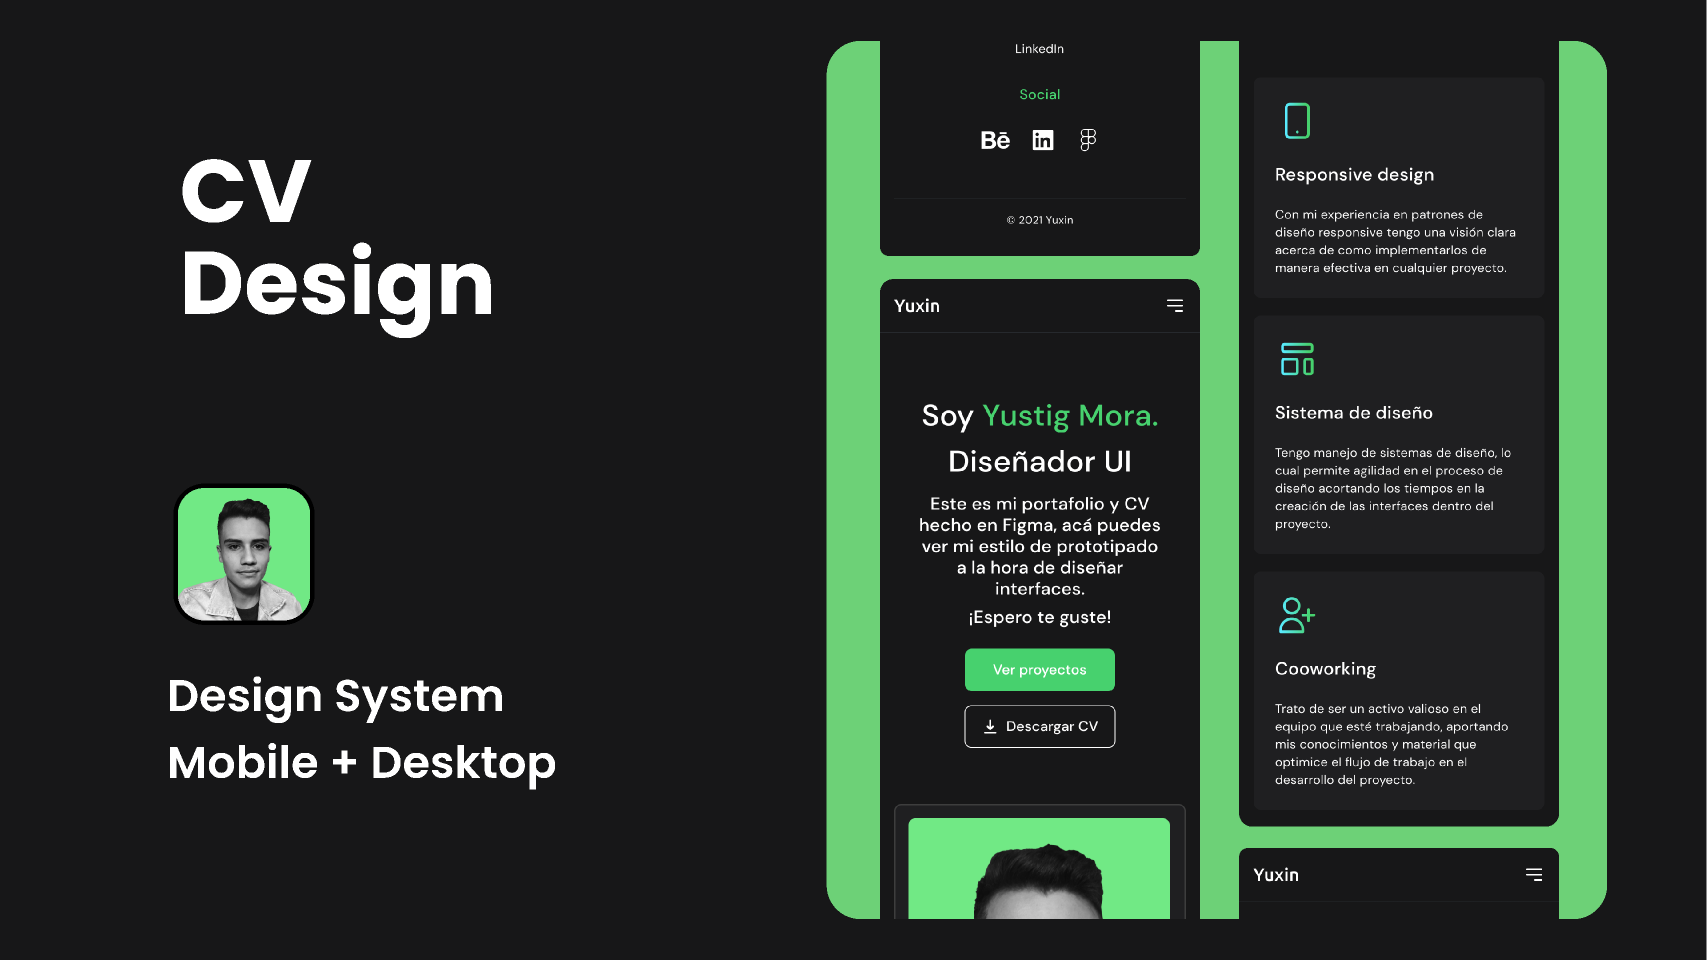 CV
Design
Design System
Mobile + Desktop
LinkedIn
Social
Bē
in
© 2021 Yuxin
Yuxin
Soy Yustig Mora.
Diseñador UI
Este es mi portafolio y CV
hecho en Figma, acá puedes
ver mi estilo de prototipado
a la hora de diseñar
interfaces.
¡Espero te guste!
Ver proyectos
Descargar CV
Responsive design
Con mi experiencia en patrones de
diseño responsive tengo una visión clara
acerca de como implementarlos de
manera efectiva en cualquier proyecto.
Sistema de diseño
Tengo manejo de sistemas de diseño, lo
cual permite agilidad en el proceso de
diseño acortando los tiempos en la
creación de las interfaces dentro del
proyecto.
Cooworking
Trato de ser un activo valioso en el
equipo que esté trabajando, aportando
mis conocimientos y material que
optimice el flujo de trabajo en el
desarrollo del proyecto.
Yuxin